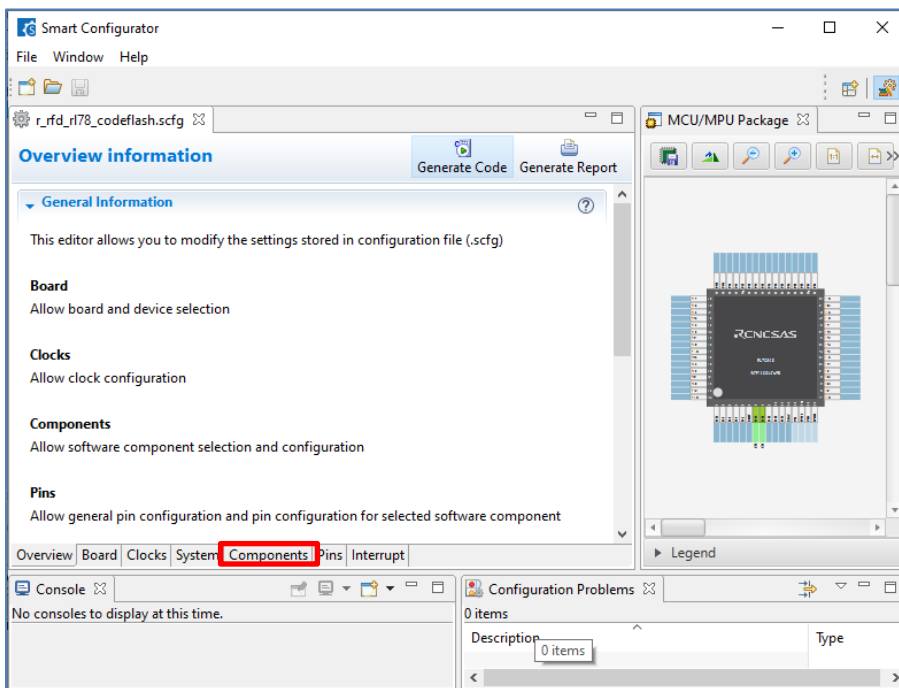 Smart Configurator
File Window Help
r_rfd_rl78_codeflash.scfg
MCU/MPU Package
Overview information
Generate Code Generate Report
General Information
This editor allows you to modify the settings stored in configuration file (.scfg)
Board
Allow board and device selection
Clocks
Allow clock configuration
Components
Allow software component selection and configuration
Pins
Allow general pin configuration and pin configuration for selected software component
Overview Board Clocks System Components Pins Interrupt
RENESAS
Legend
Console
No consoles to display at this time.
Configuration Problems
0 items
Description Type
0 items